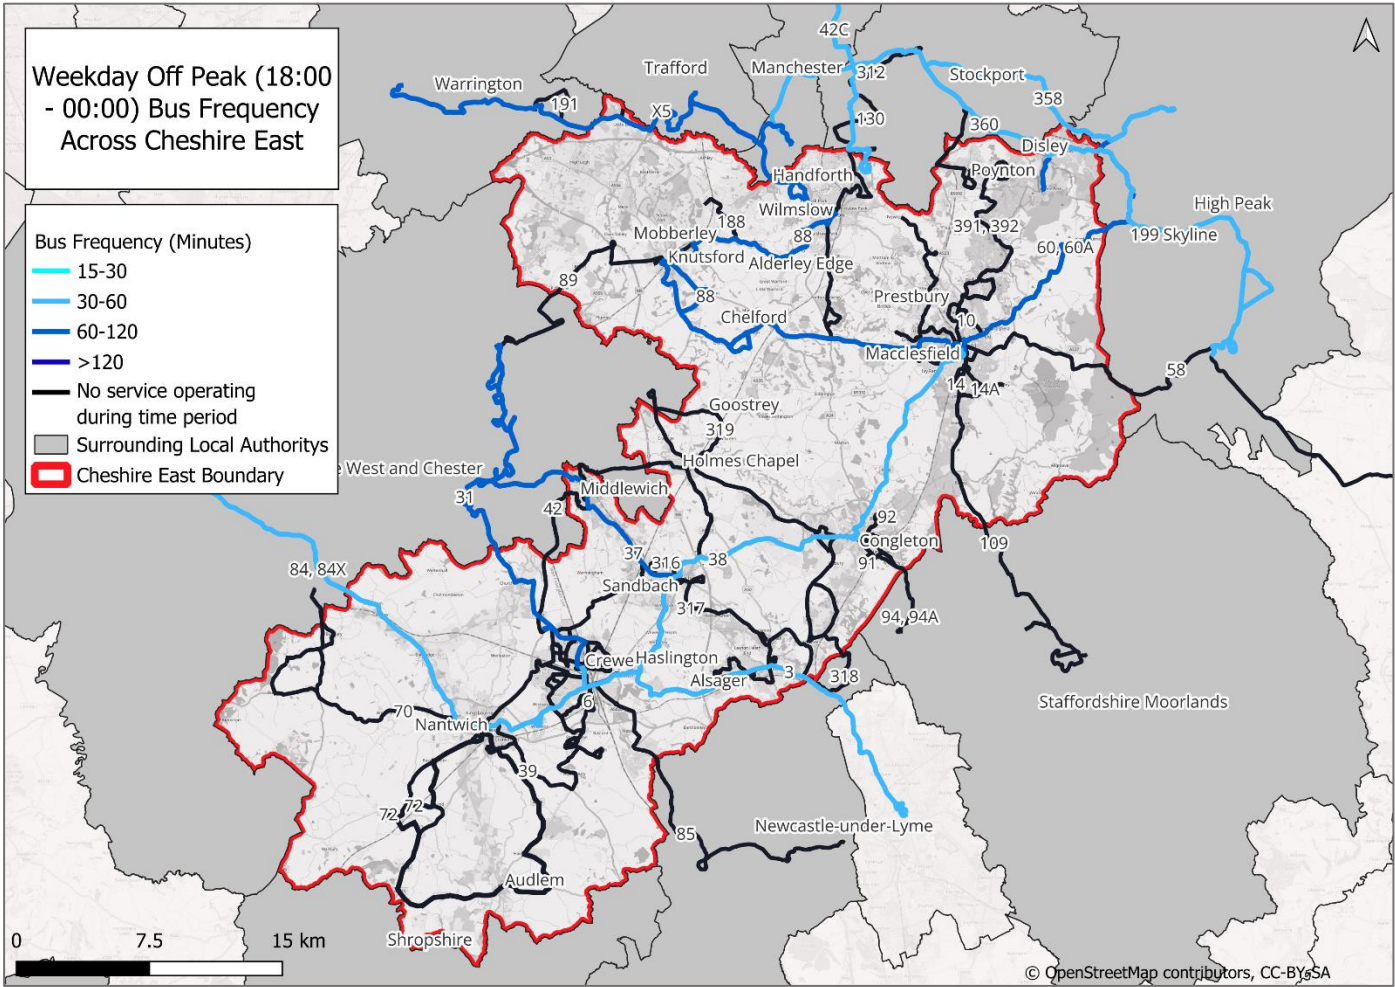 Weekday Off Peak (18:00
- 00:00) Bus Frequency
Across Cheshire East
Bus Frequency (Minutes)
15-30
30-60
60-120
>120
No service operating
during time period
Surrounding Local Authoritys
Cheshire East Boundary
42C
Trafford
Manchester
312
Stockport
Warrington
191
X5
130
358
360
Disley
Handforth
Poynton
Wilmslow
High Peak
188
391, 392
Mobberley
88
60, 60A
199 Skyline
Knutsford
Alderley Edge
89
88
Prestbury
Chelford
10
Macclesfield
58
14
14A
Goostrey
319
Holmes Chapel
e West and Chester
Middlewich
31
42
92
Congleton
109
37
316
38
91
84, 84X
Sandbach
317
94, 94A
Crewe
Haslington
Alsager
3
318
6
Staffordshire Moorlands
70
Nantwich
39
72
72
85
Newcastle-under-Lyme
Audlem
Shropshire
0 7.5 15 km
© OpenStreetMap contributors, CC-BY-SA